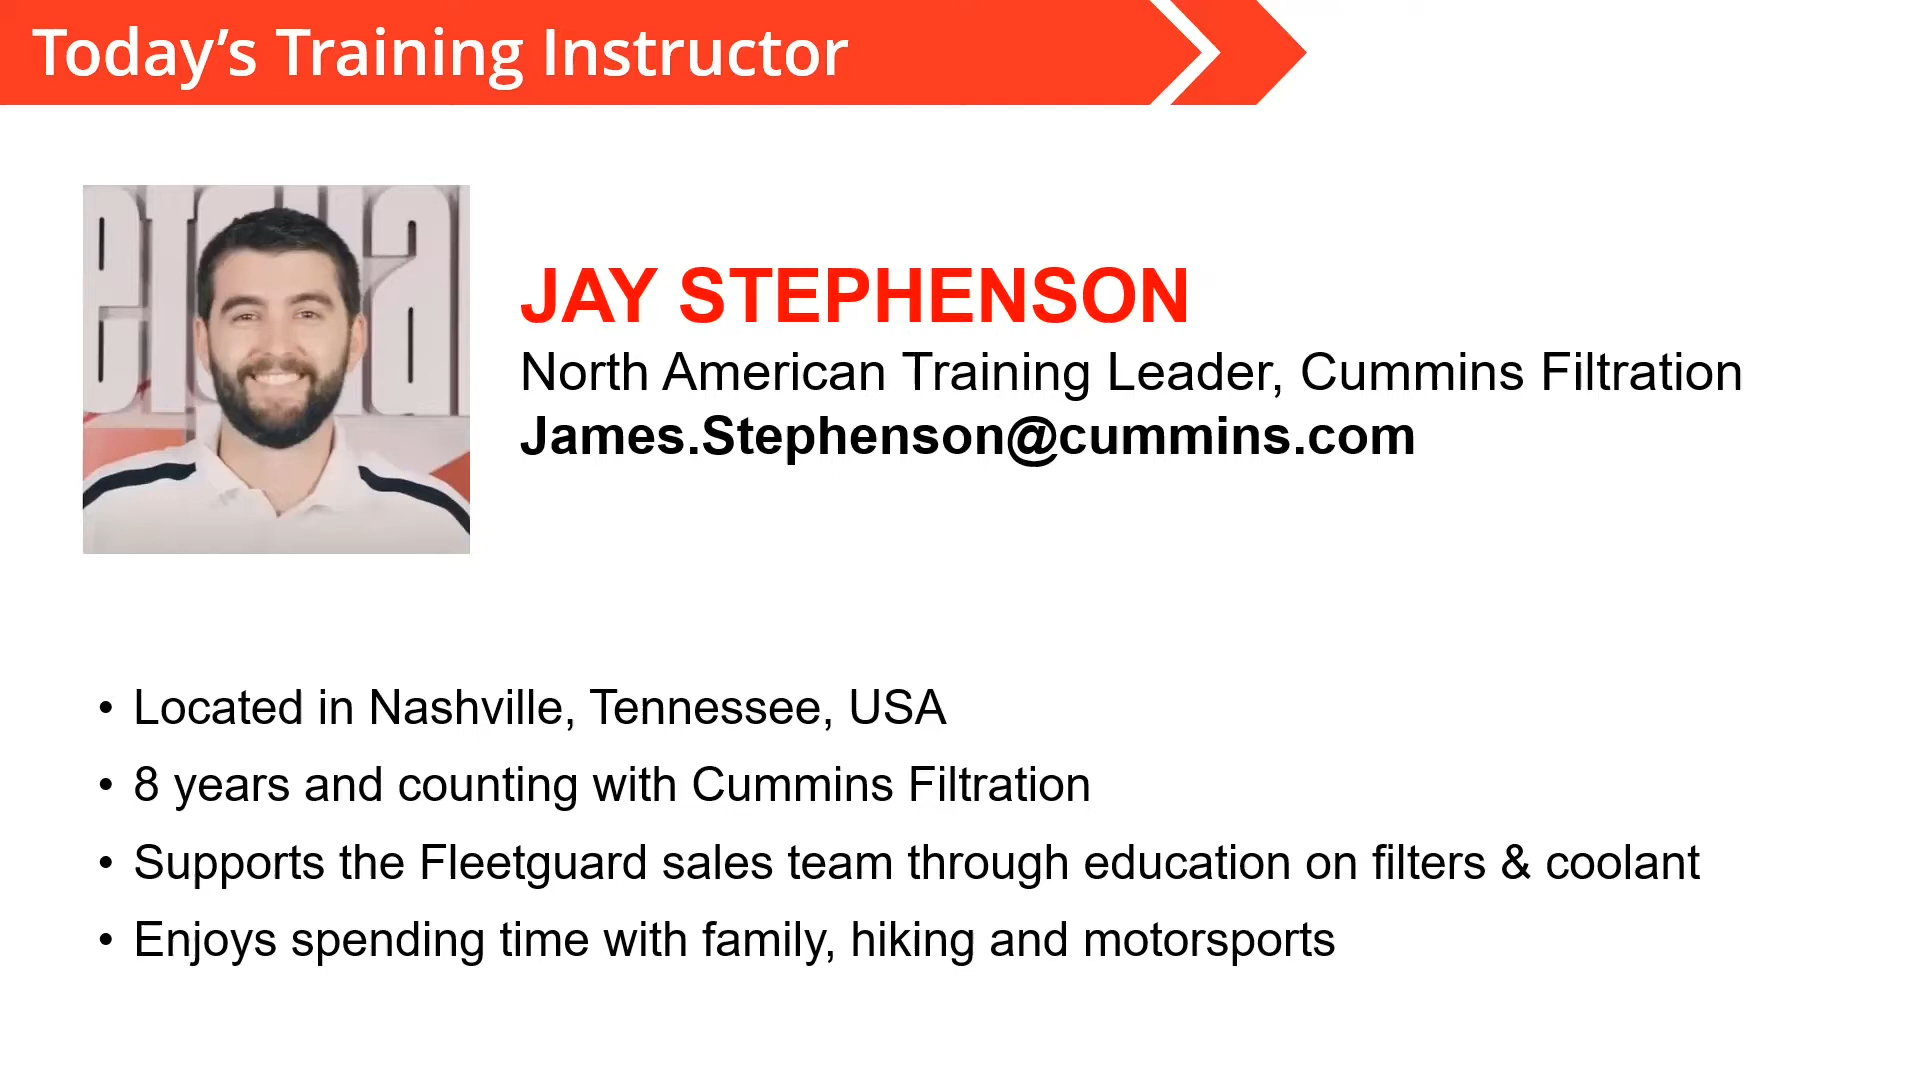 Today’s Training Instructor
JAY STEPHENSON
North American Training Leader, Cummins Filtration
James.Stephenson@cummins.com
• Located in Nashville, Tennessee, USA
• 8 years and counting with Cummins Filtration
• Supports the Fleetguard sales team through education on filters & coolant
• Enjoys spending time with family, hiking and motorsports